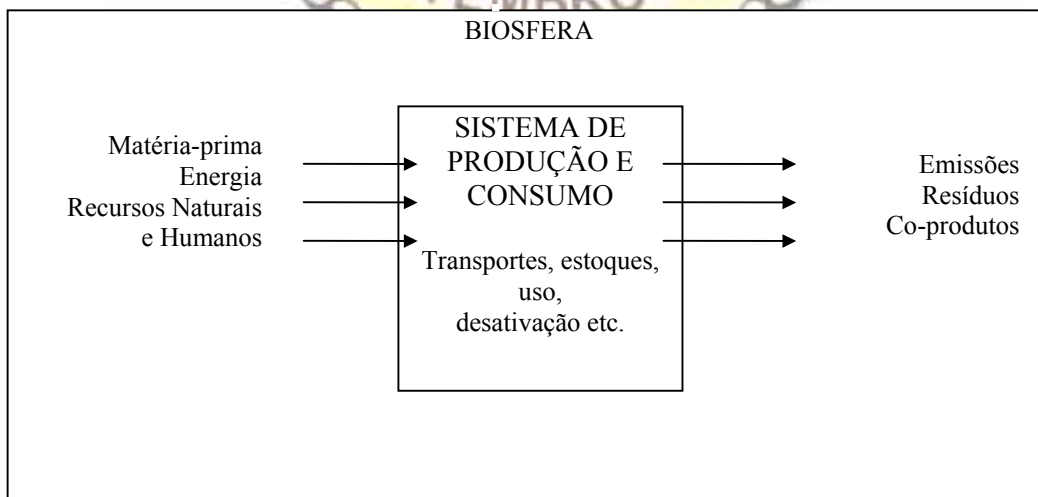 BIOSFERA
Matéria-prima
Energia
Recursos Naturais
e Humanos
SISTEMA DE
PRODUÇÃO E
CONSUMO
Transportes, estoques,
uso,
desativação etc.
Emissões
Resíduos
Co-produtos